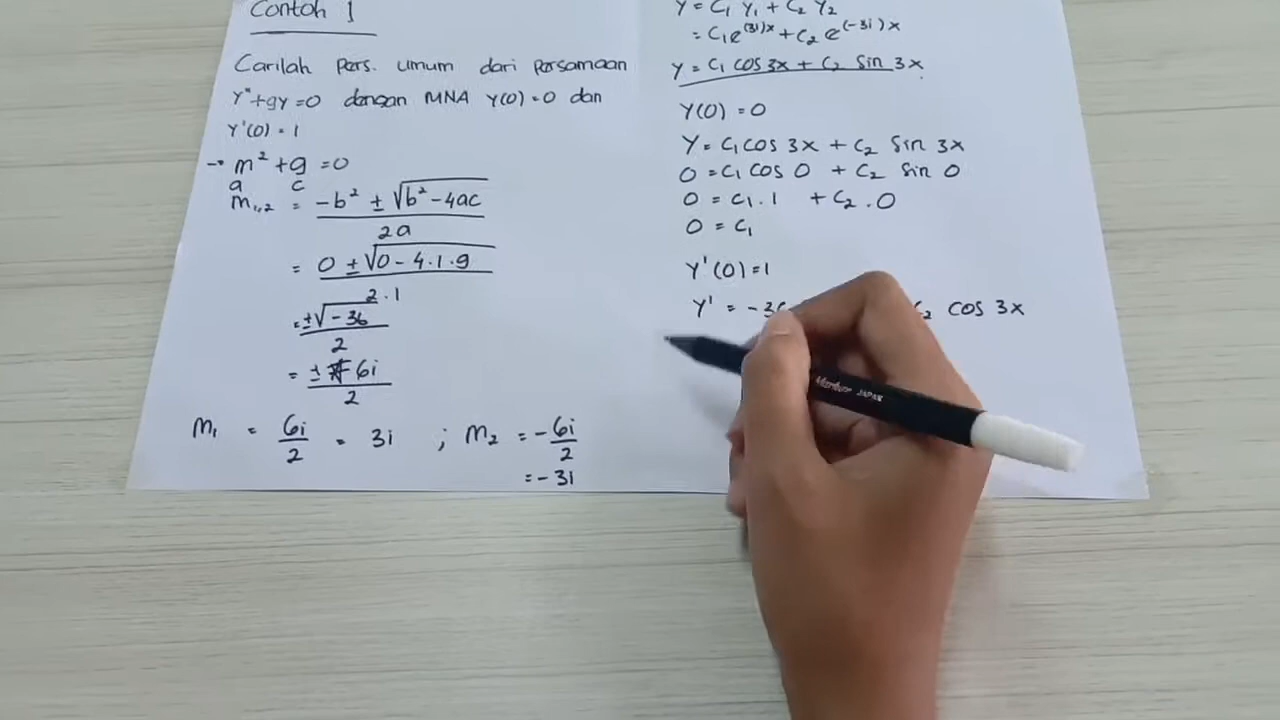 Contoh 1
Carilah Pers. umum dari Persamaan
y" + 9y = 0 dengan MNA y(0) = 0 dan
y'(0) = 1
→ m² + 9 = 0
a c
m₁,₂ = -b² ± √b² - 4ac
2a
= 0 ± √0 - 4.1.9
2.1
= ± √-36
2
= ± 6i
2
m₁ = 6i = 3i ; m₂ = -6i
2 2
= -3i
y = C₁ y₁ + C₂ y₂
= C₁e^(3i)x + C₂ e^(-3i)x
y = C₁ cos 3x + C₂ sin 3x
y(0) = 0
y = C₁ cos 3x + C₂ sin 3x
0 = C₁ cos 0 + C₂ sin 0
0 = C₁ . 1 + C₂ . 0
0 = C₁
y'(0) = 1
y' = -3C C₂ cos 3x
JAPAN